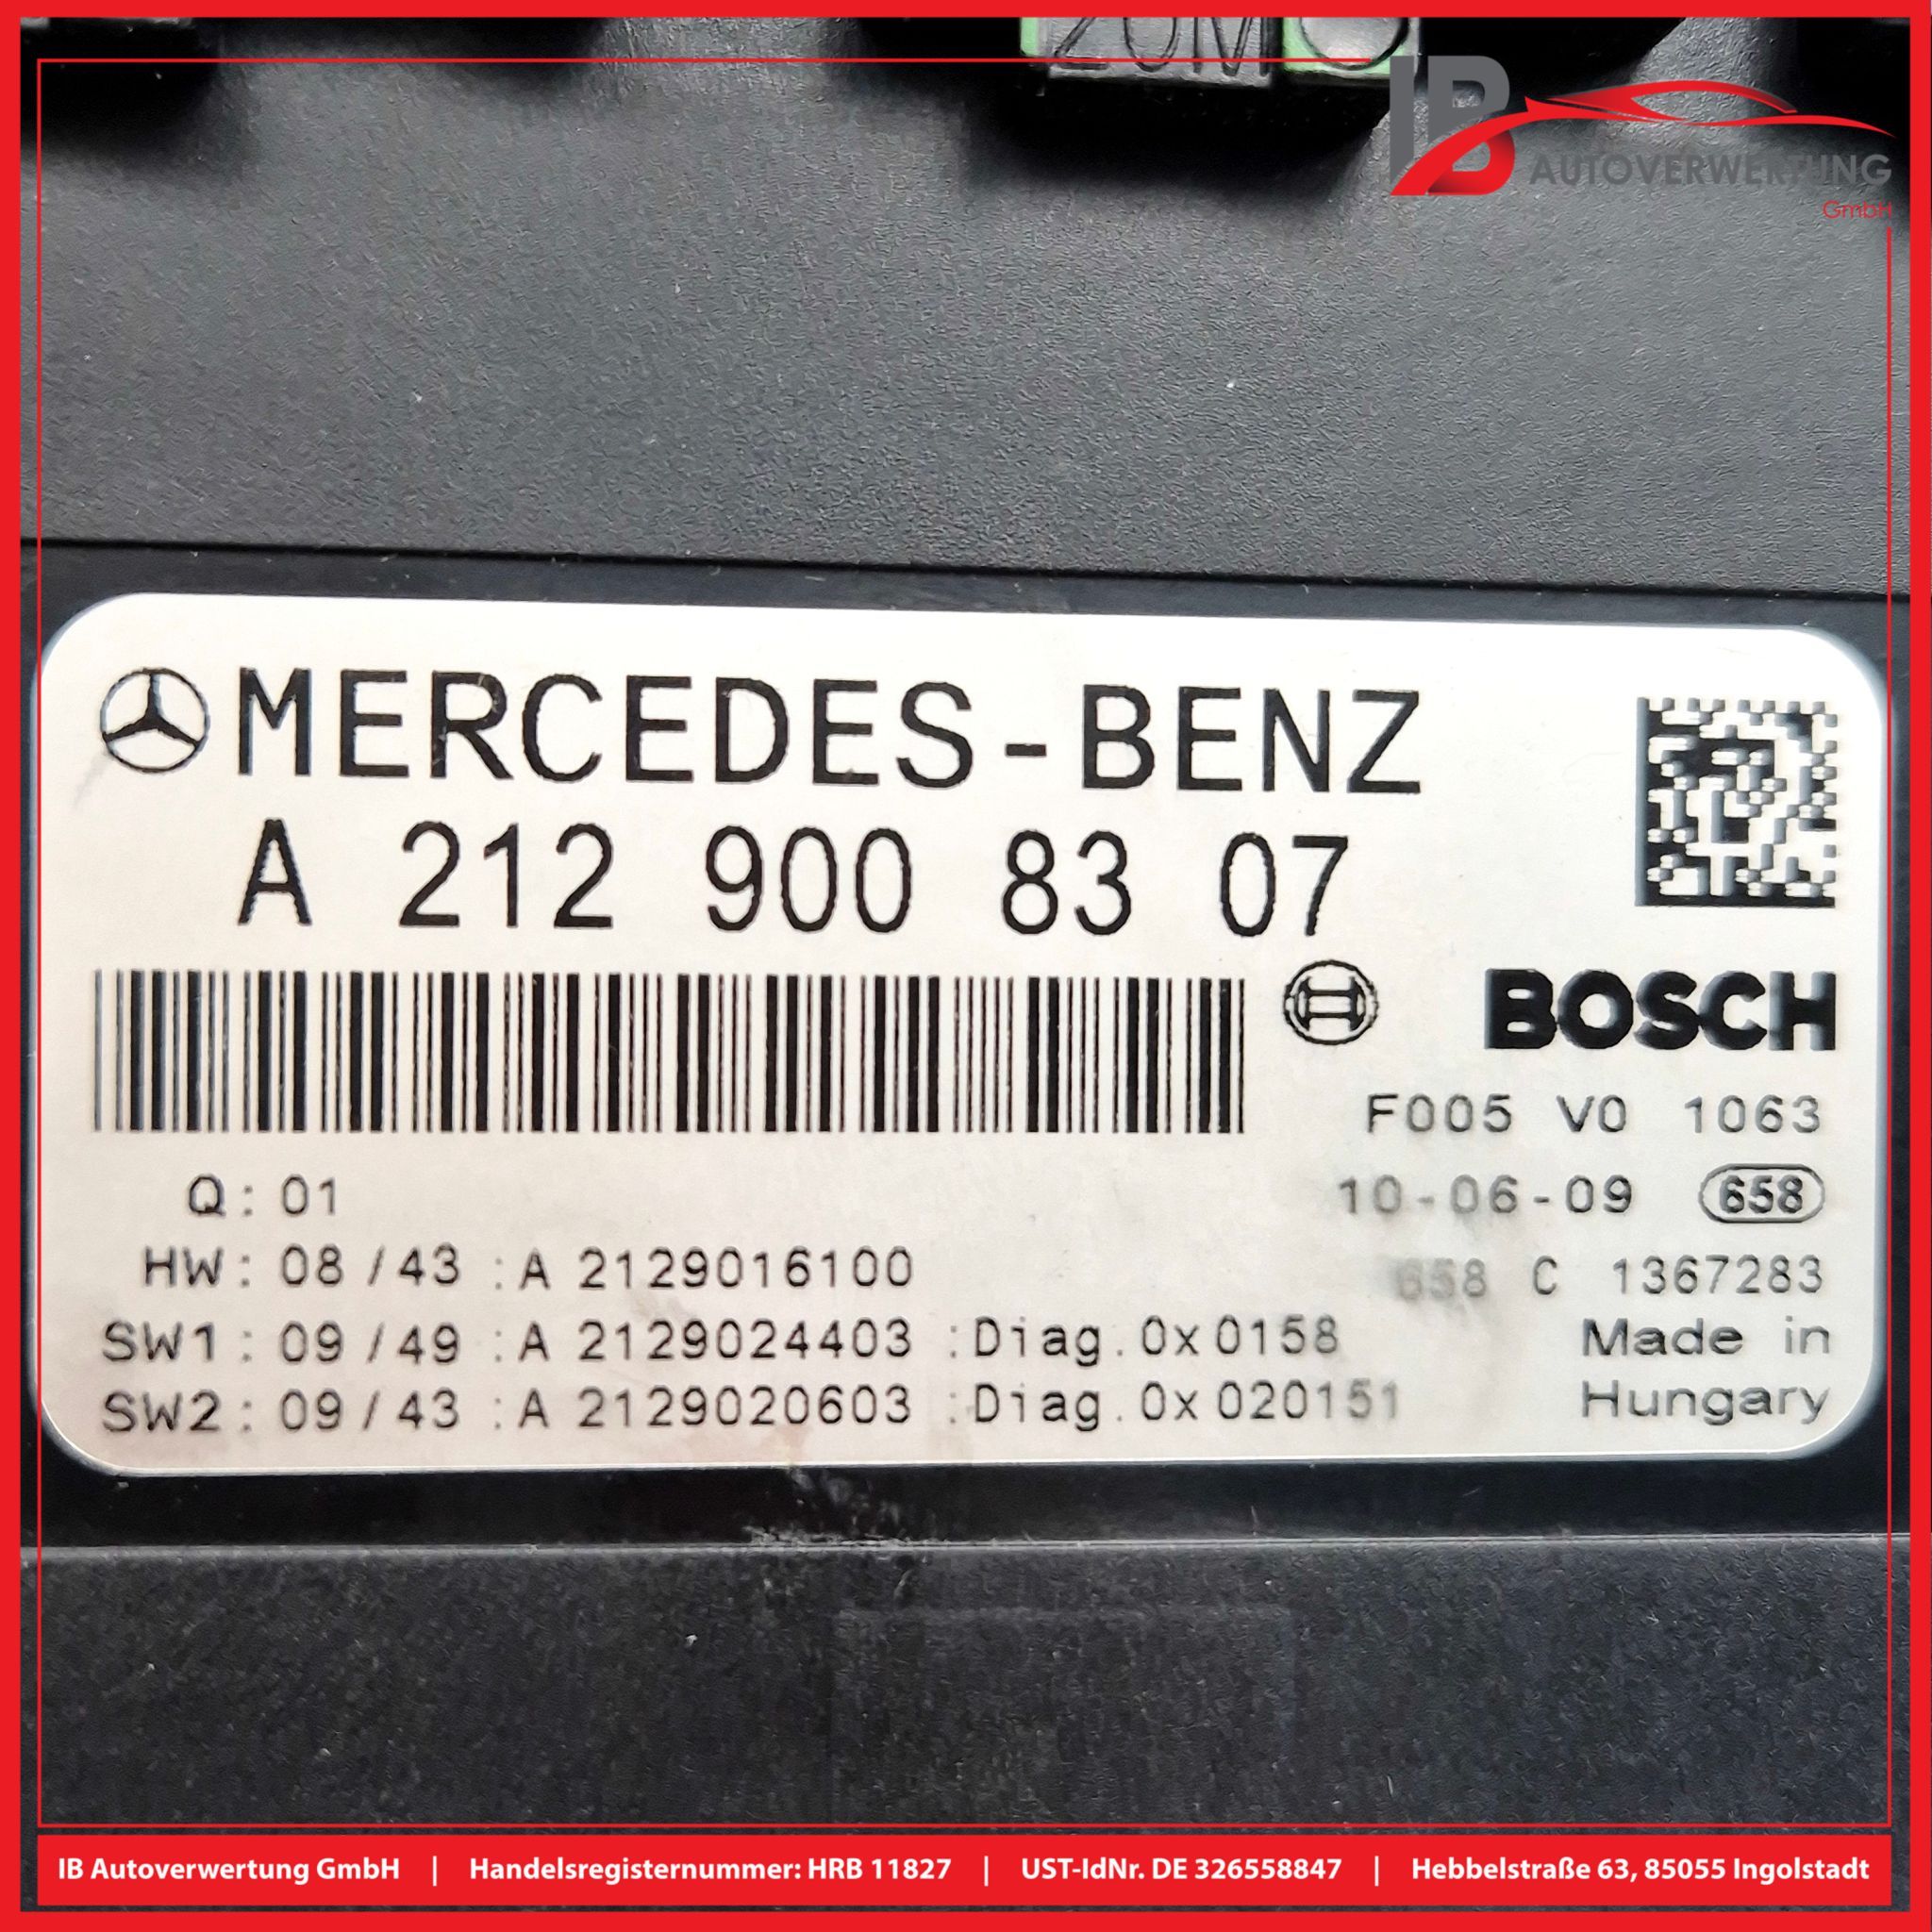 ZOM
IB
AUTOVERWERTUNG
GmbH
MERCEDES-BENZ
A 212 900 83 07
BOSCH
F005 V0 1063
Q: 01
10-06-09 658
HW: 08/43 :A 2129016100
658 C 1367283
SW1: 09/49 :A 2129024403 :Diag.0x0158
Made in
SW2: 09/43 :A 2129020603 :Diag.0x020151
Hungary
IB Autoverwertung GmbH | Handelsregisternummer: HRB 11827 | UST-IdNr. DE 326558847 | Hebbelstraße 63, 85055 Ingolstadt